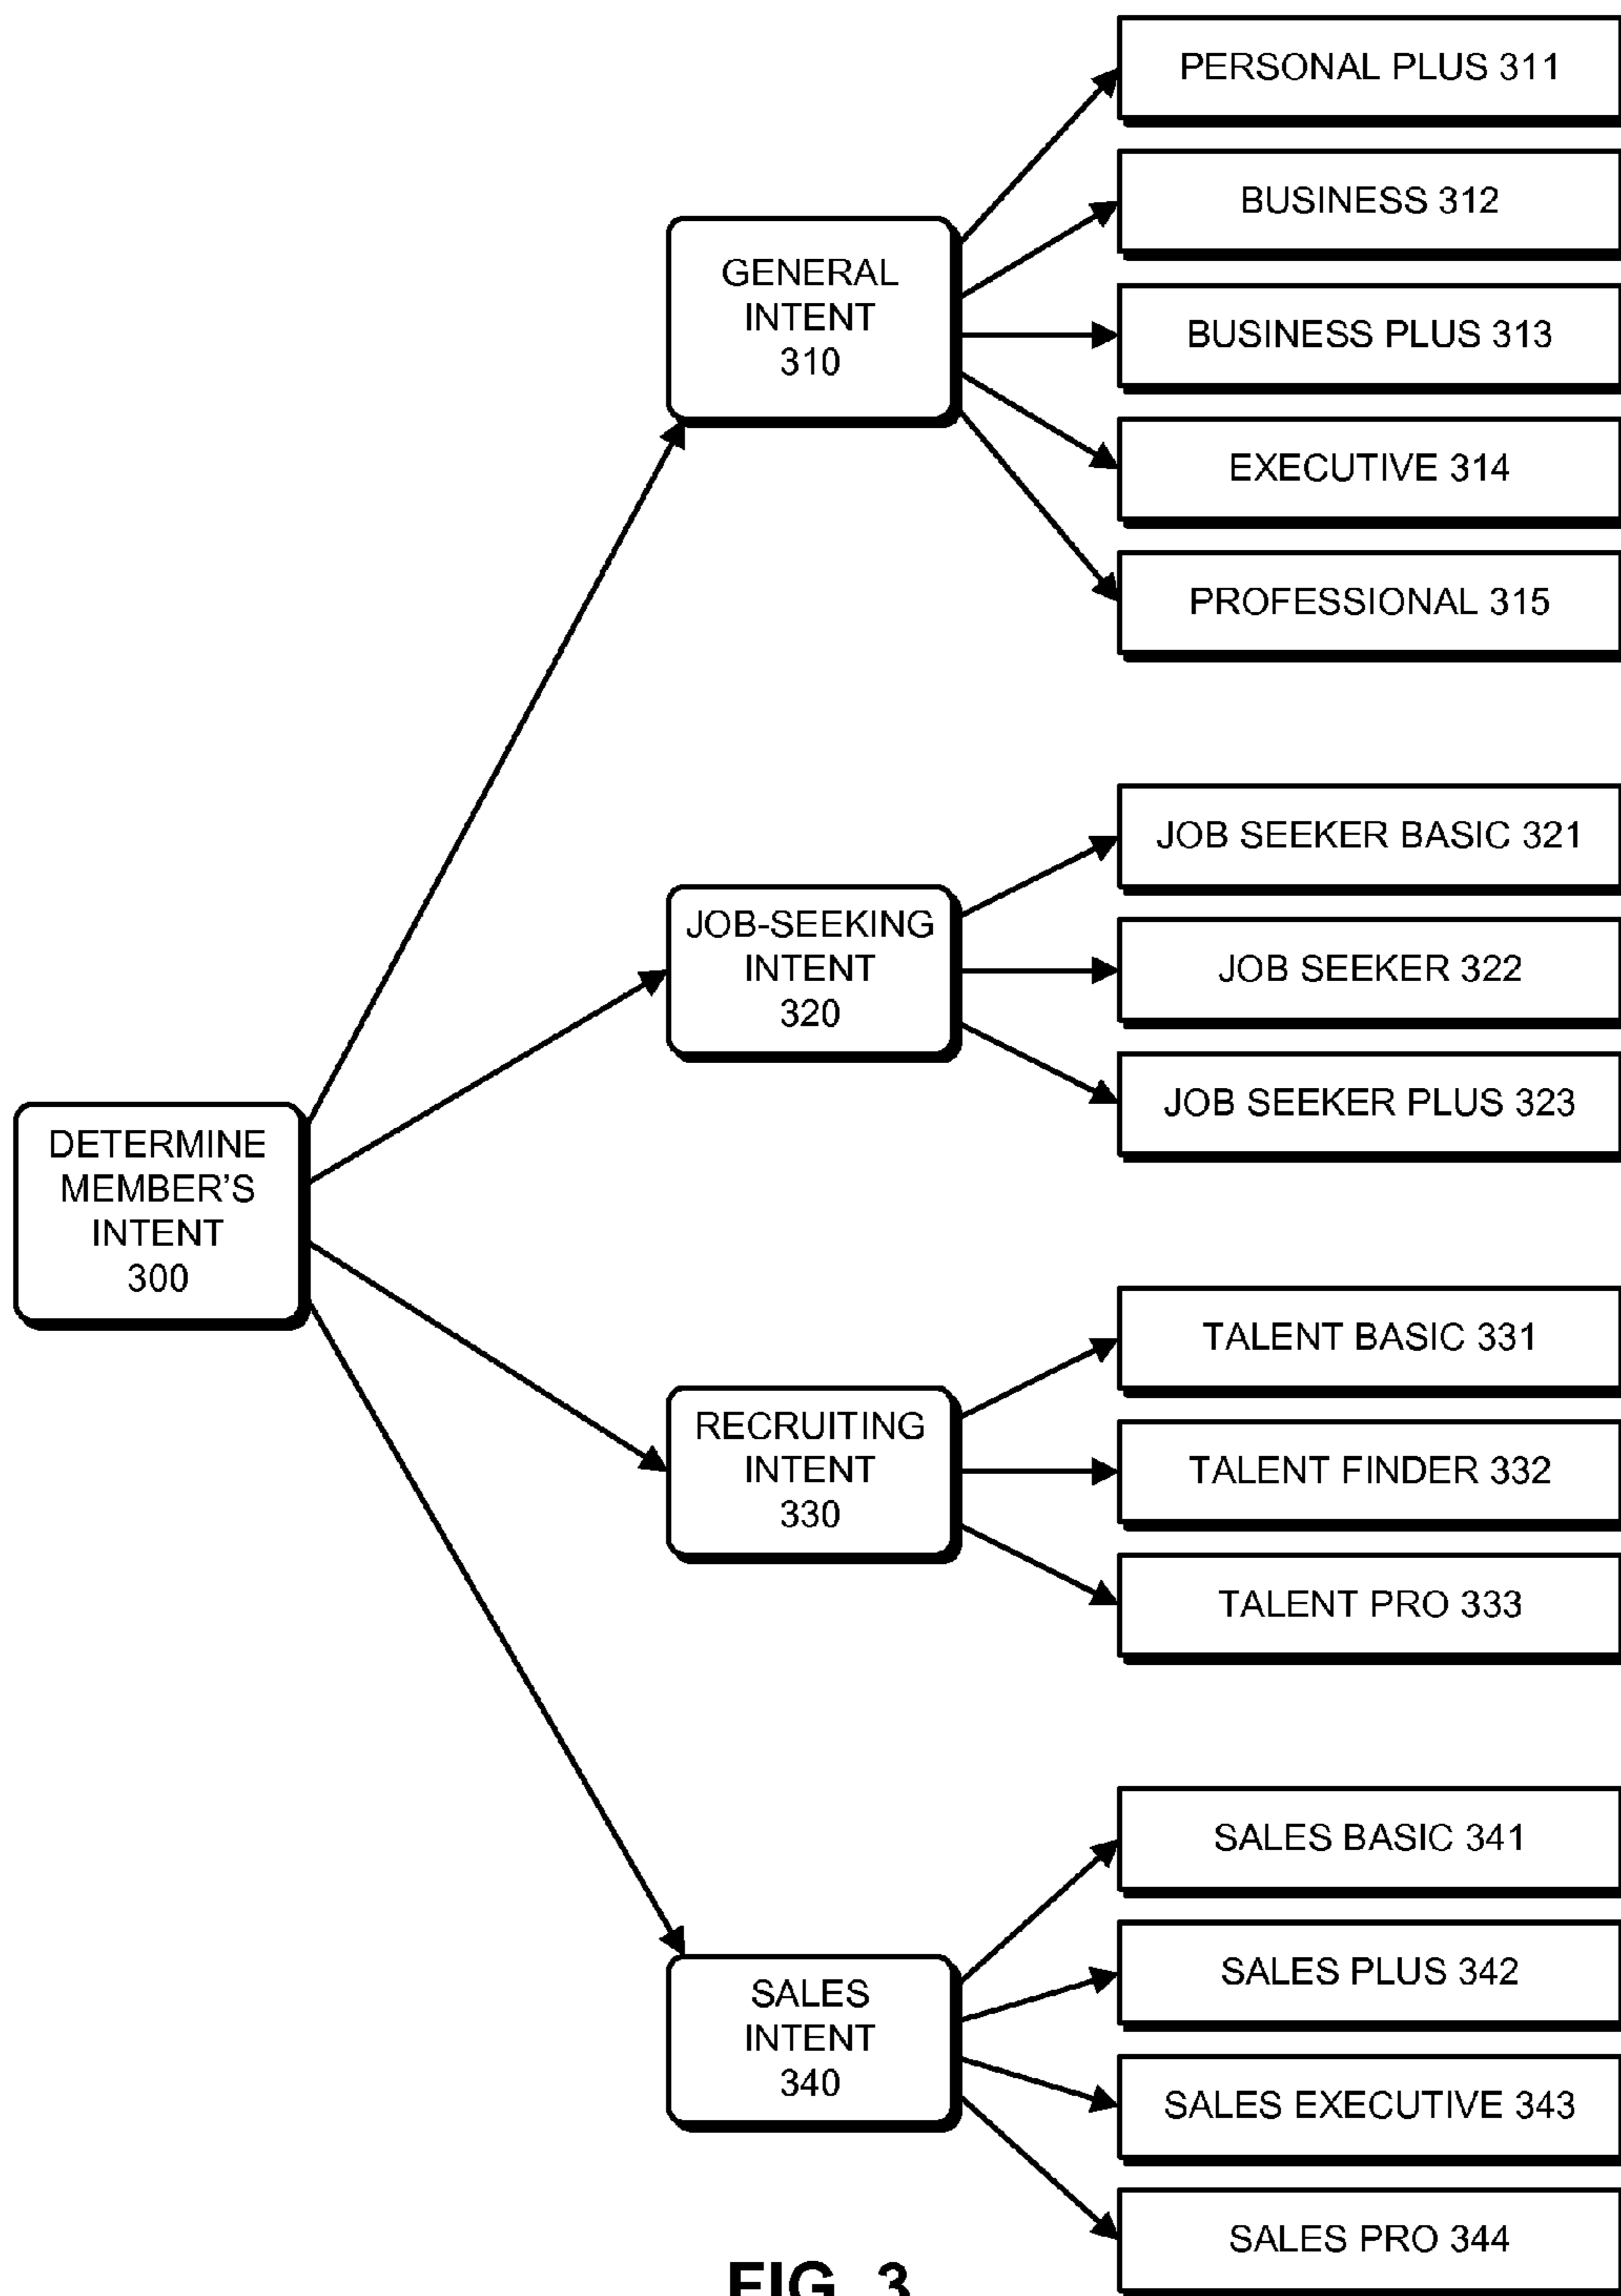 PERSONAL PLUS 311
BUSINESS 312
GENERAL
INTENT
310
BUSINESS PLUS 313
EXECUTIVE 314
PROFESSIONAL 315
JOB SEEKER BASIC 321
JOB-SEEKING
INTENT
320
JOB SEEKER 322
JOB SEEKER PLUS 323
DETERMINE
MEMBER'S
INTENT
300
TALENT BASIC 331
RECRUITING
INTENT
330
TALENT FINDER 332
TALENT PRO 333
SALES BASIC 341
SALES PLUS 342
SALES
INTENT
340
SALES EXECUTIVE 343
SALES PRO 344
FIG. 3